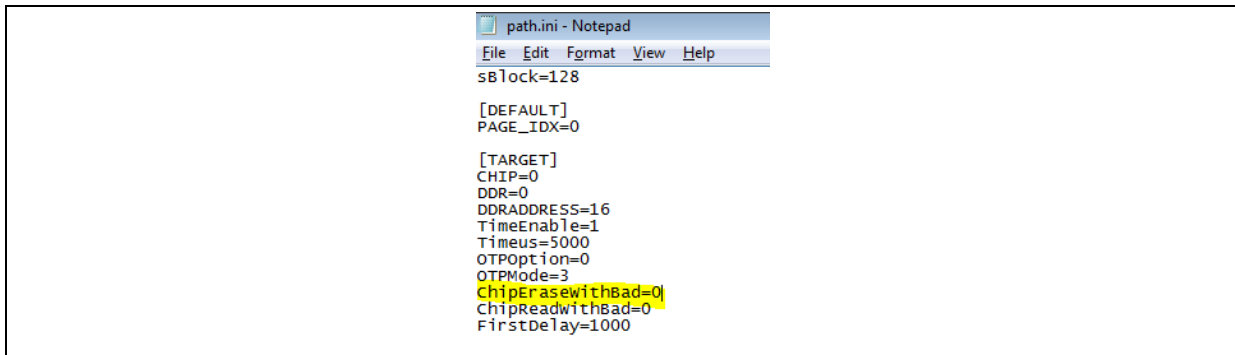 path.ini - Notepad
File Edit Format View Help
sBlock=128
[DEFAULT]
PAGE_IDX=0
[TARGET]
CHIP=0
DDR=0
DDRADDRESS=16
TimeEnable=1
Timeus=5000
OTPOption=0
OTPMode=3
ChipEraseWithBad=0
ChipReadWithBad=0
FirstDelay=1000